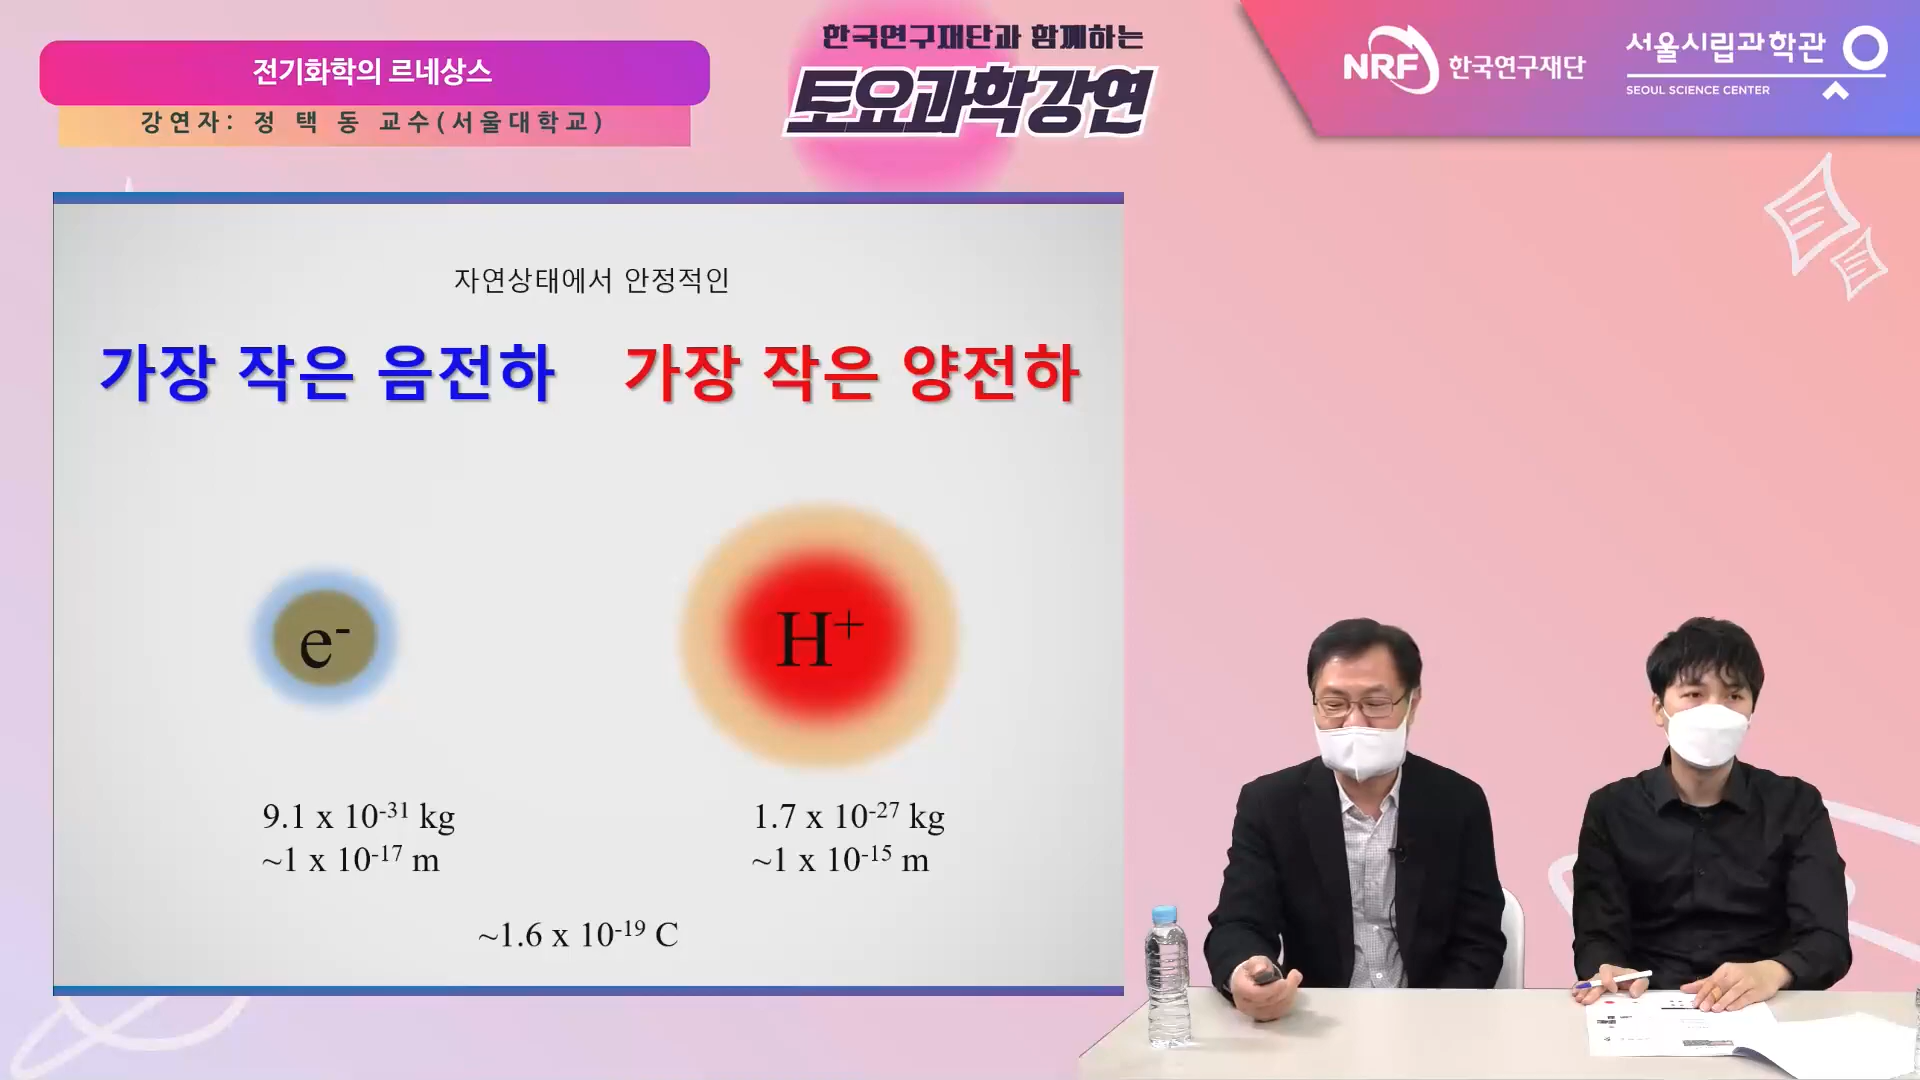 전기화학의 르네상스
강연자: 정 택 동 교수(서울대학교)
한국연구재단과 함께하는
토요과학강연
NRF 한국연구재단
서울시립과학관
SEOUL SCIENCE CENTER
자연상태에서 안정적인
가장 작은 음전하 가장 작은 양전하
e⁻ H⁺
9.1 x 10⁻³¹ kg 1.7 x 10⁻²⁷ kg
~1 x 10⁻¹⁷ m ~1 x 10⁻¹⁵ m
~1.6 x 10⁻¹⁹ C